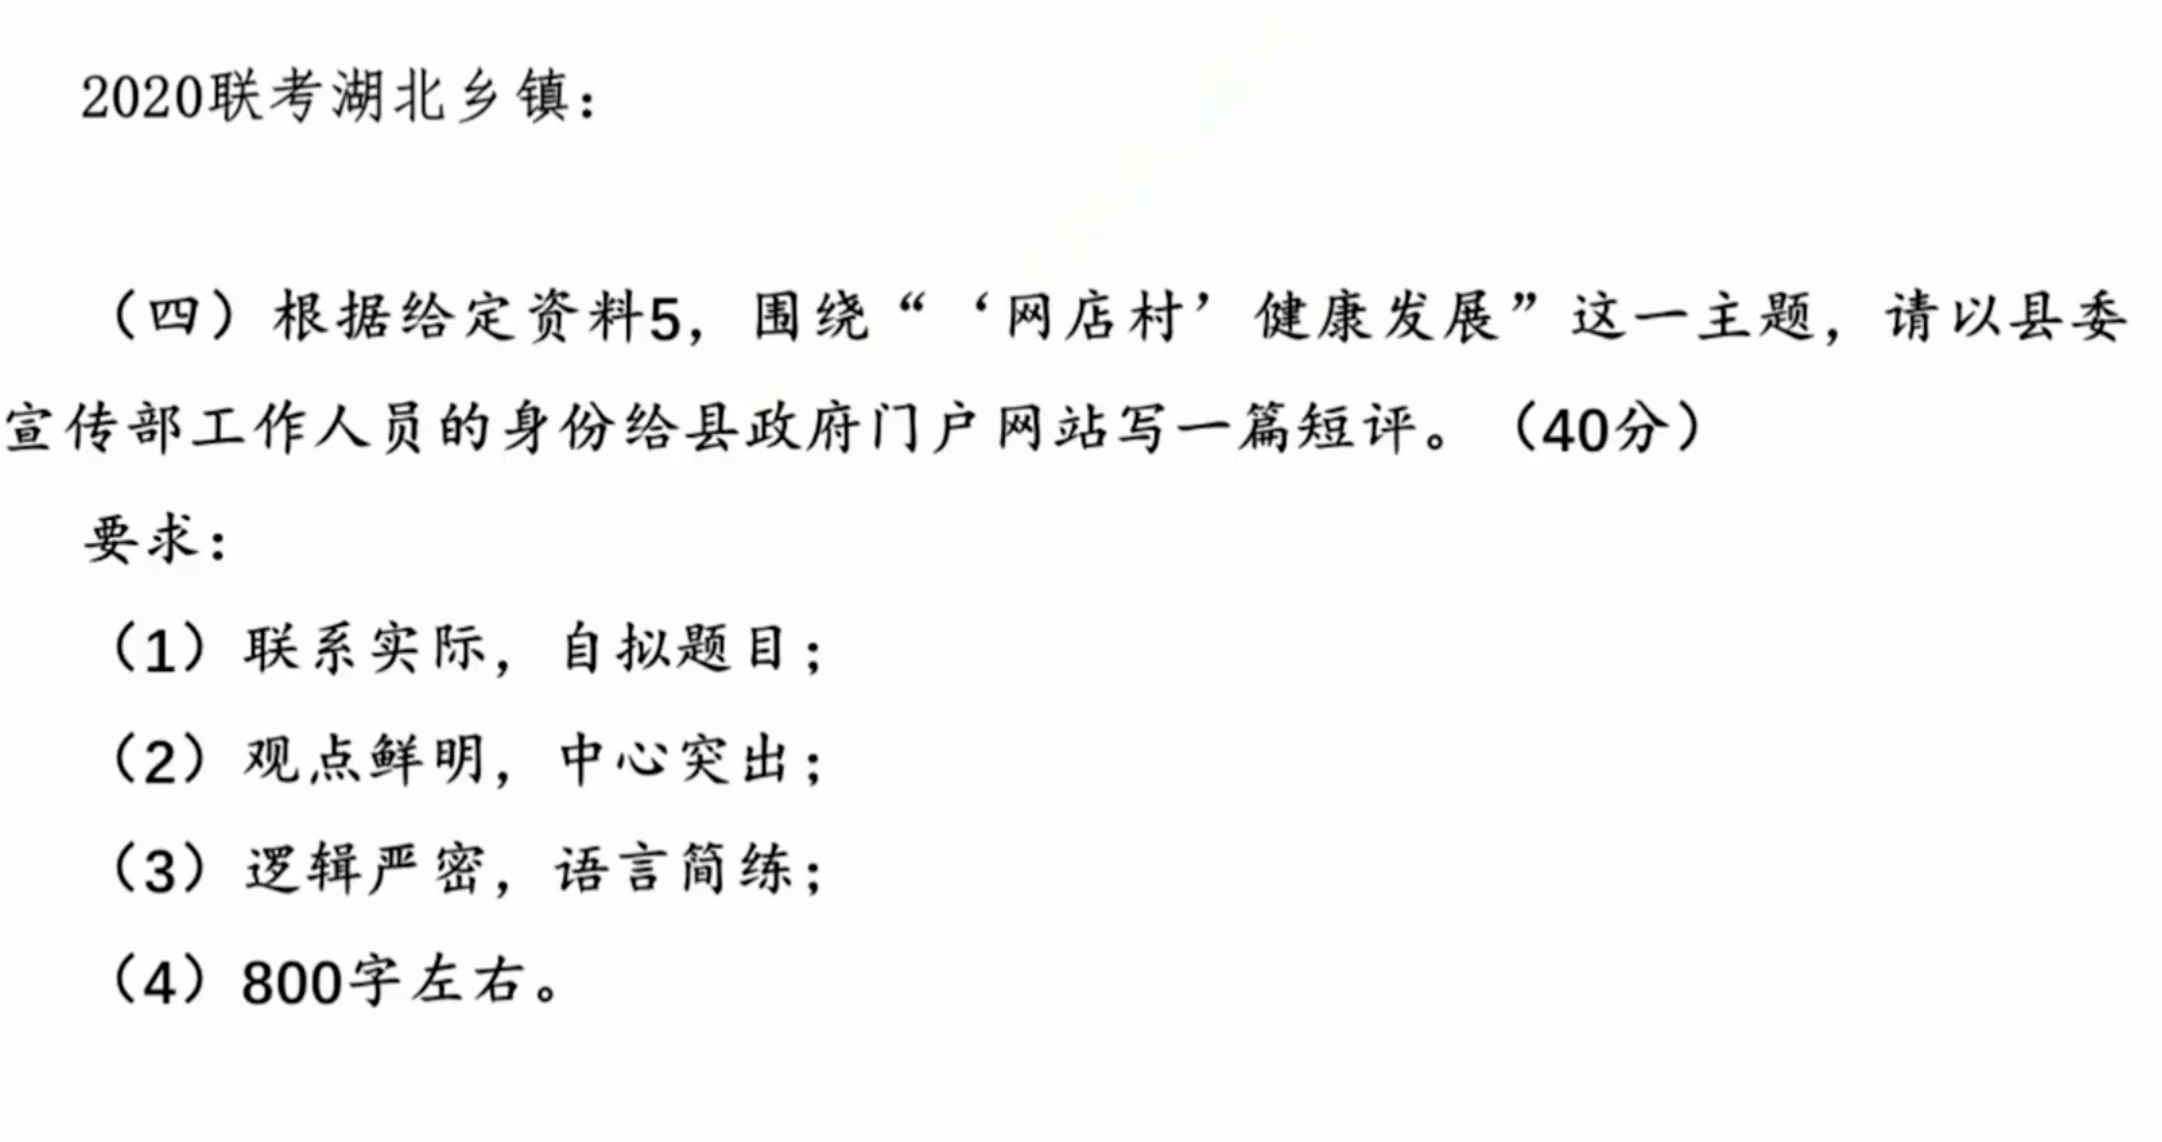 2020联考湖北乡镇：
（四）根据给定资料5，围绕“‘网店村’健康发展”这一主题，请以县委
宣传部工作人员的身份给县政府门户网站写一篇短评。（40分）
要求：
（1）联系实际，自拟题目；
（2）观点鲜明，中心突出；
（3）逻辑严密，语言简练；
（4）800字左右。